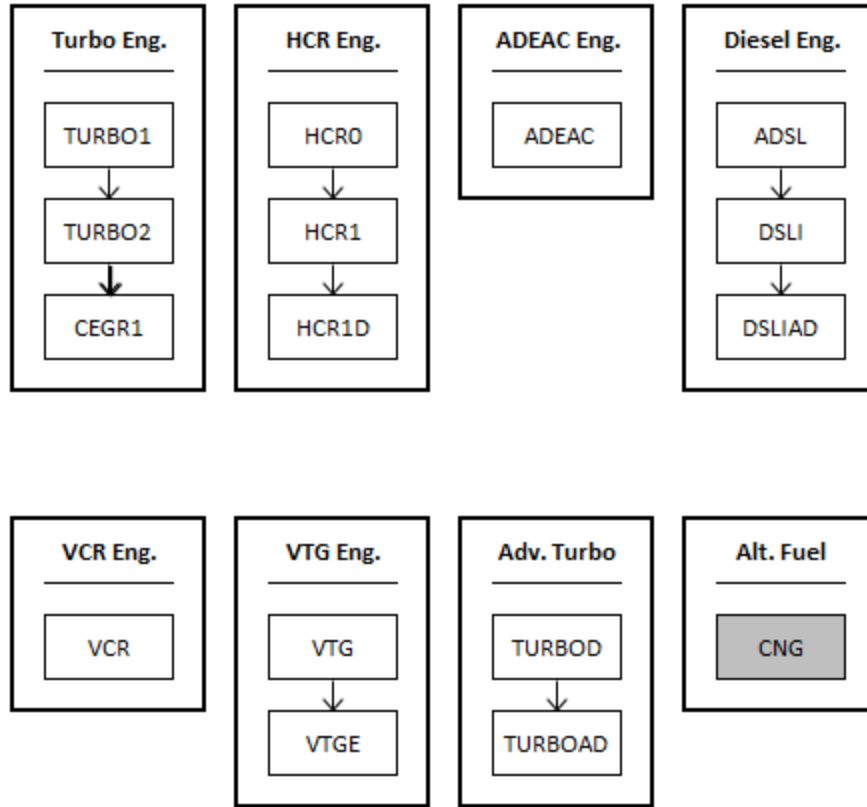 Turbo Eng.
TURBO1
TURBO2
CEGR1
HCR Eng.
HCR0
HCR1
HCR1D
ADEAC Eng.
ADEAC
Diesel Eng.
ADSL
DSLI
DSLIAD
VCR Eng.
VCR
VTG Eng.
VTG
VTGE
Adv. Turbo
TURBOD
TURBOAD
Alt. Fuel
CNG